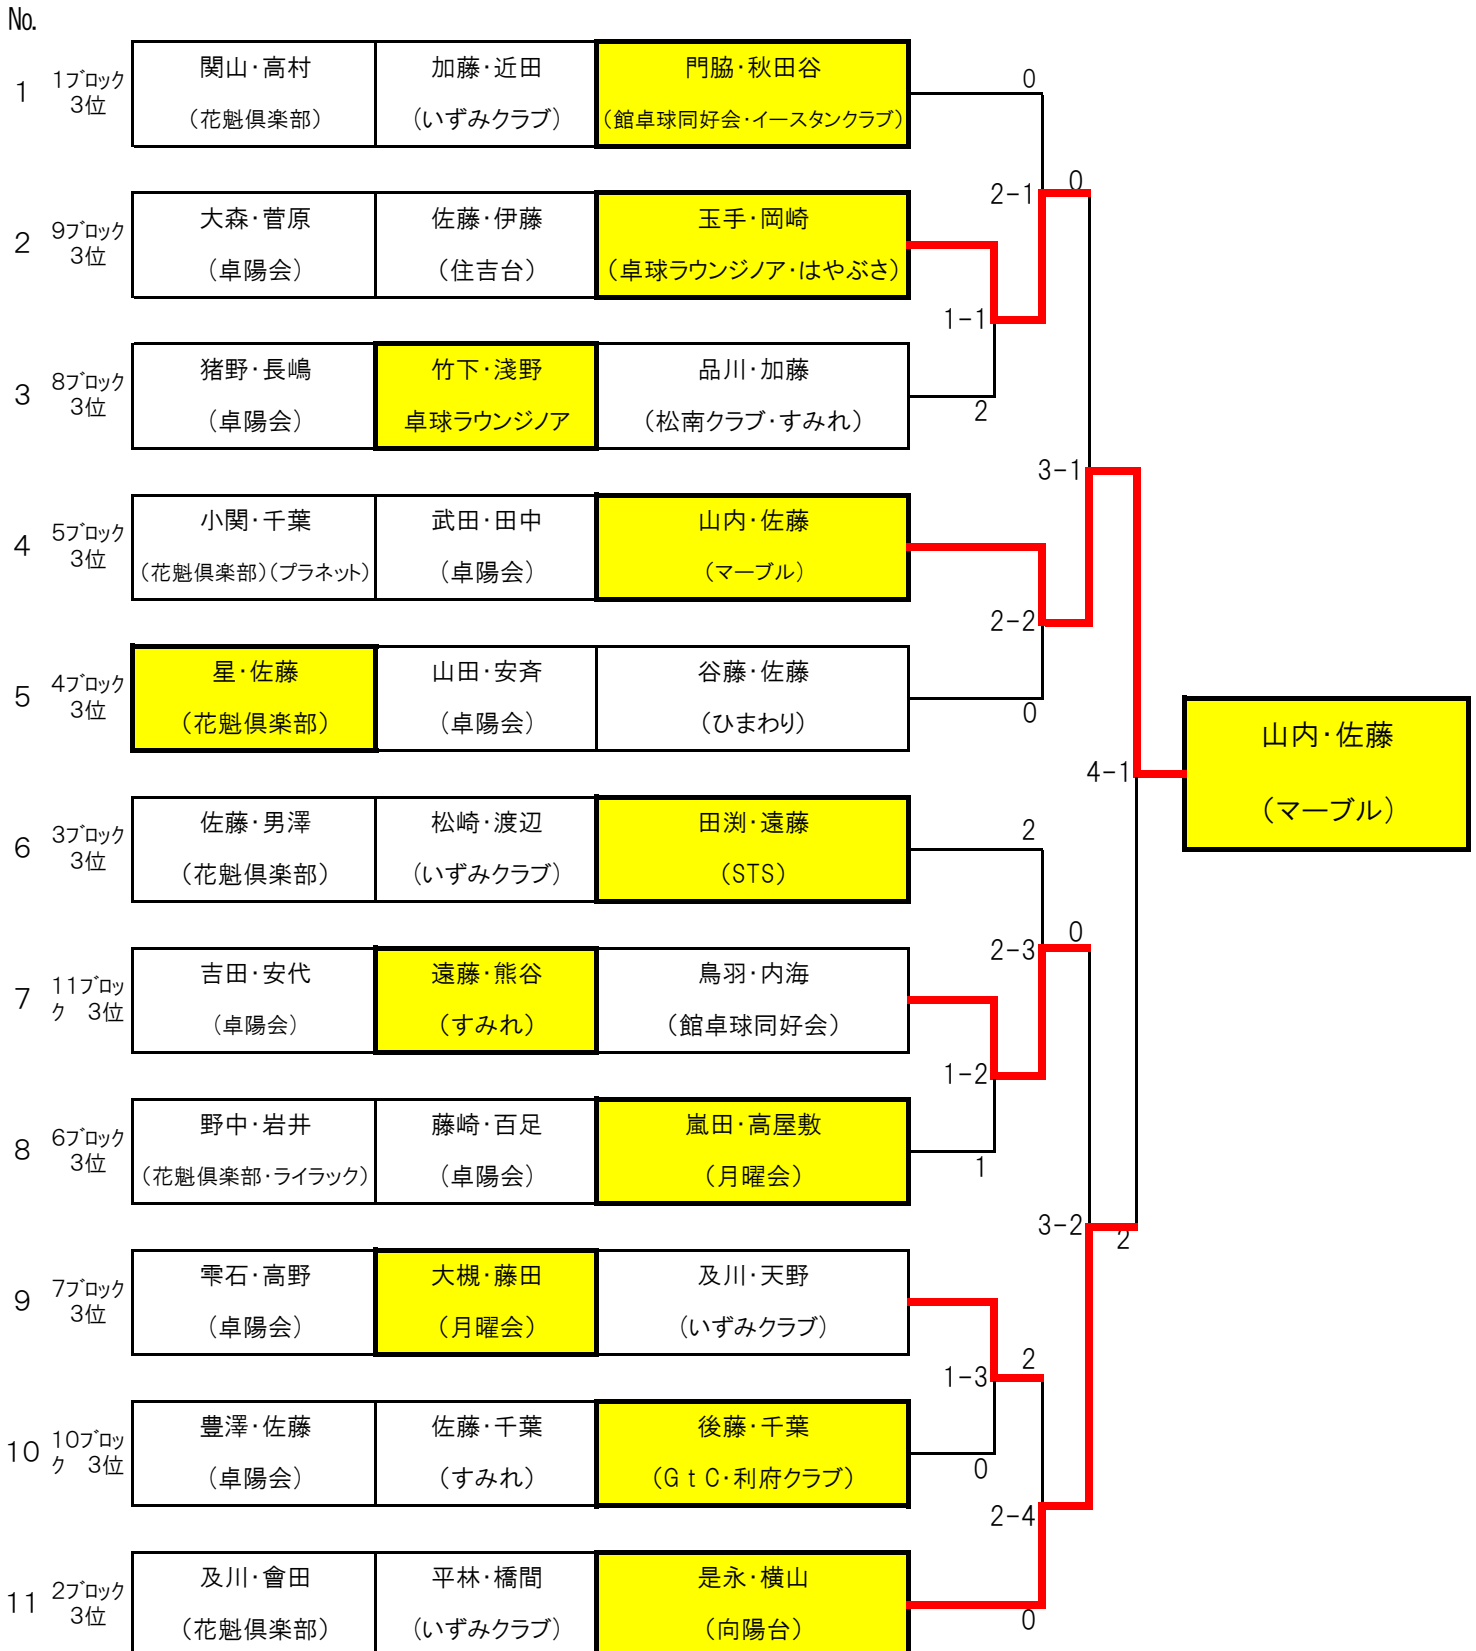 No.
1 1ブロック 3位
関山・高村
加藤・近田
門脇・秋田谷
（花魁倶楽部）
（いずみクラブ）
（館卓球同好会・イースタンクラブ）
0
2-1
0
2 9ブロック 3位
大森・菅原
佐藤・伊藤
玉手・岡崎
（卓陽会）
（住吉台）
（卓球ラウンジノア・はやぶさ）
1-1
3 8ブロック 3位
猪野・長嶋
竹下・淺野
品川・加藤
（卓陽会）
卓球ラウンジノア
（松南クラブ・すみれ）
2
3-1
4 5ブロック 3位
小関・千葉
武田・田中
山内・佐藤
（花魁倶楽部）（プラネット）
（卓陽会）
（マーブル）
2-2
5 4ブロック 3位
星・佐藤
山田・安斉
谷藤・佐藤
（花魁倶楽部）
（卓陽会）
（ひまわり）
0
山内・佐藤
（マーブル）
4-1
6 3ブロック 3位
佐藤・男澤
松崎・渡辺
田渕・遠藤
（花魁倶楽部）
（いずみクラブ）
（STS）
2
2-3
0
7 11ブロック 3位
吉田・安代
遠藤・熊谷
鳥羽・内海
（卓陽会）
（すみれ）
（館卓球同好会）
1-2
8 6ブロック 3位
野中・岩井
藤崎・百足
嵐田・高屋敷
（花魁倶楽部・ライラック）
（卓陽会）
（月曜会）
1
3-2
2
9 7ブロック 3位
雫石・高野
大槻・藤田
及川・天野
（卓陽会）
（月曜会）
（いずみクラブ）
1-3
2
10 10ブロック 3位
豊澤・佐藤
佐藤・千葉
後藤・千葉
（卓陽会）
（すみれ）
（GtC・利府クラブ）
0
2-4
11 2ブロック 3位
及川・會田
平林・橋間
是永・横山
（花魁倶楽部）
（いずみクラブ）
（向陽台）
0